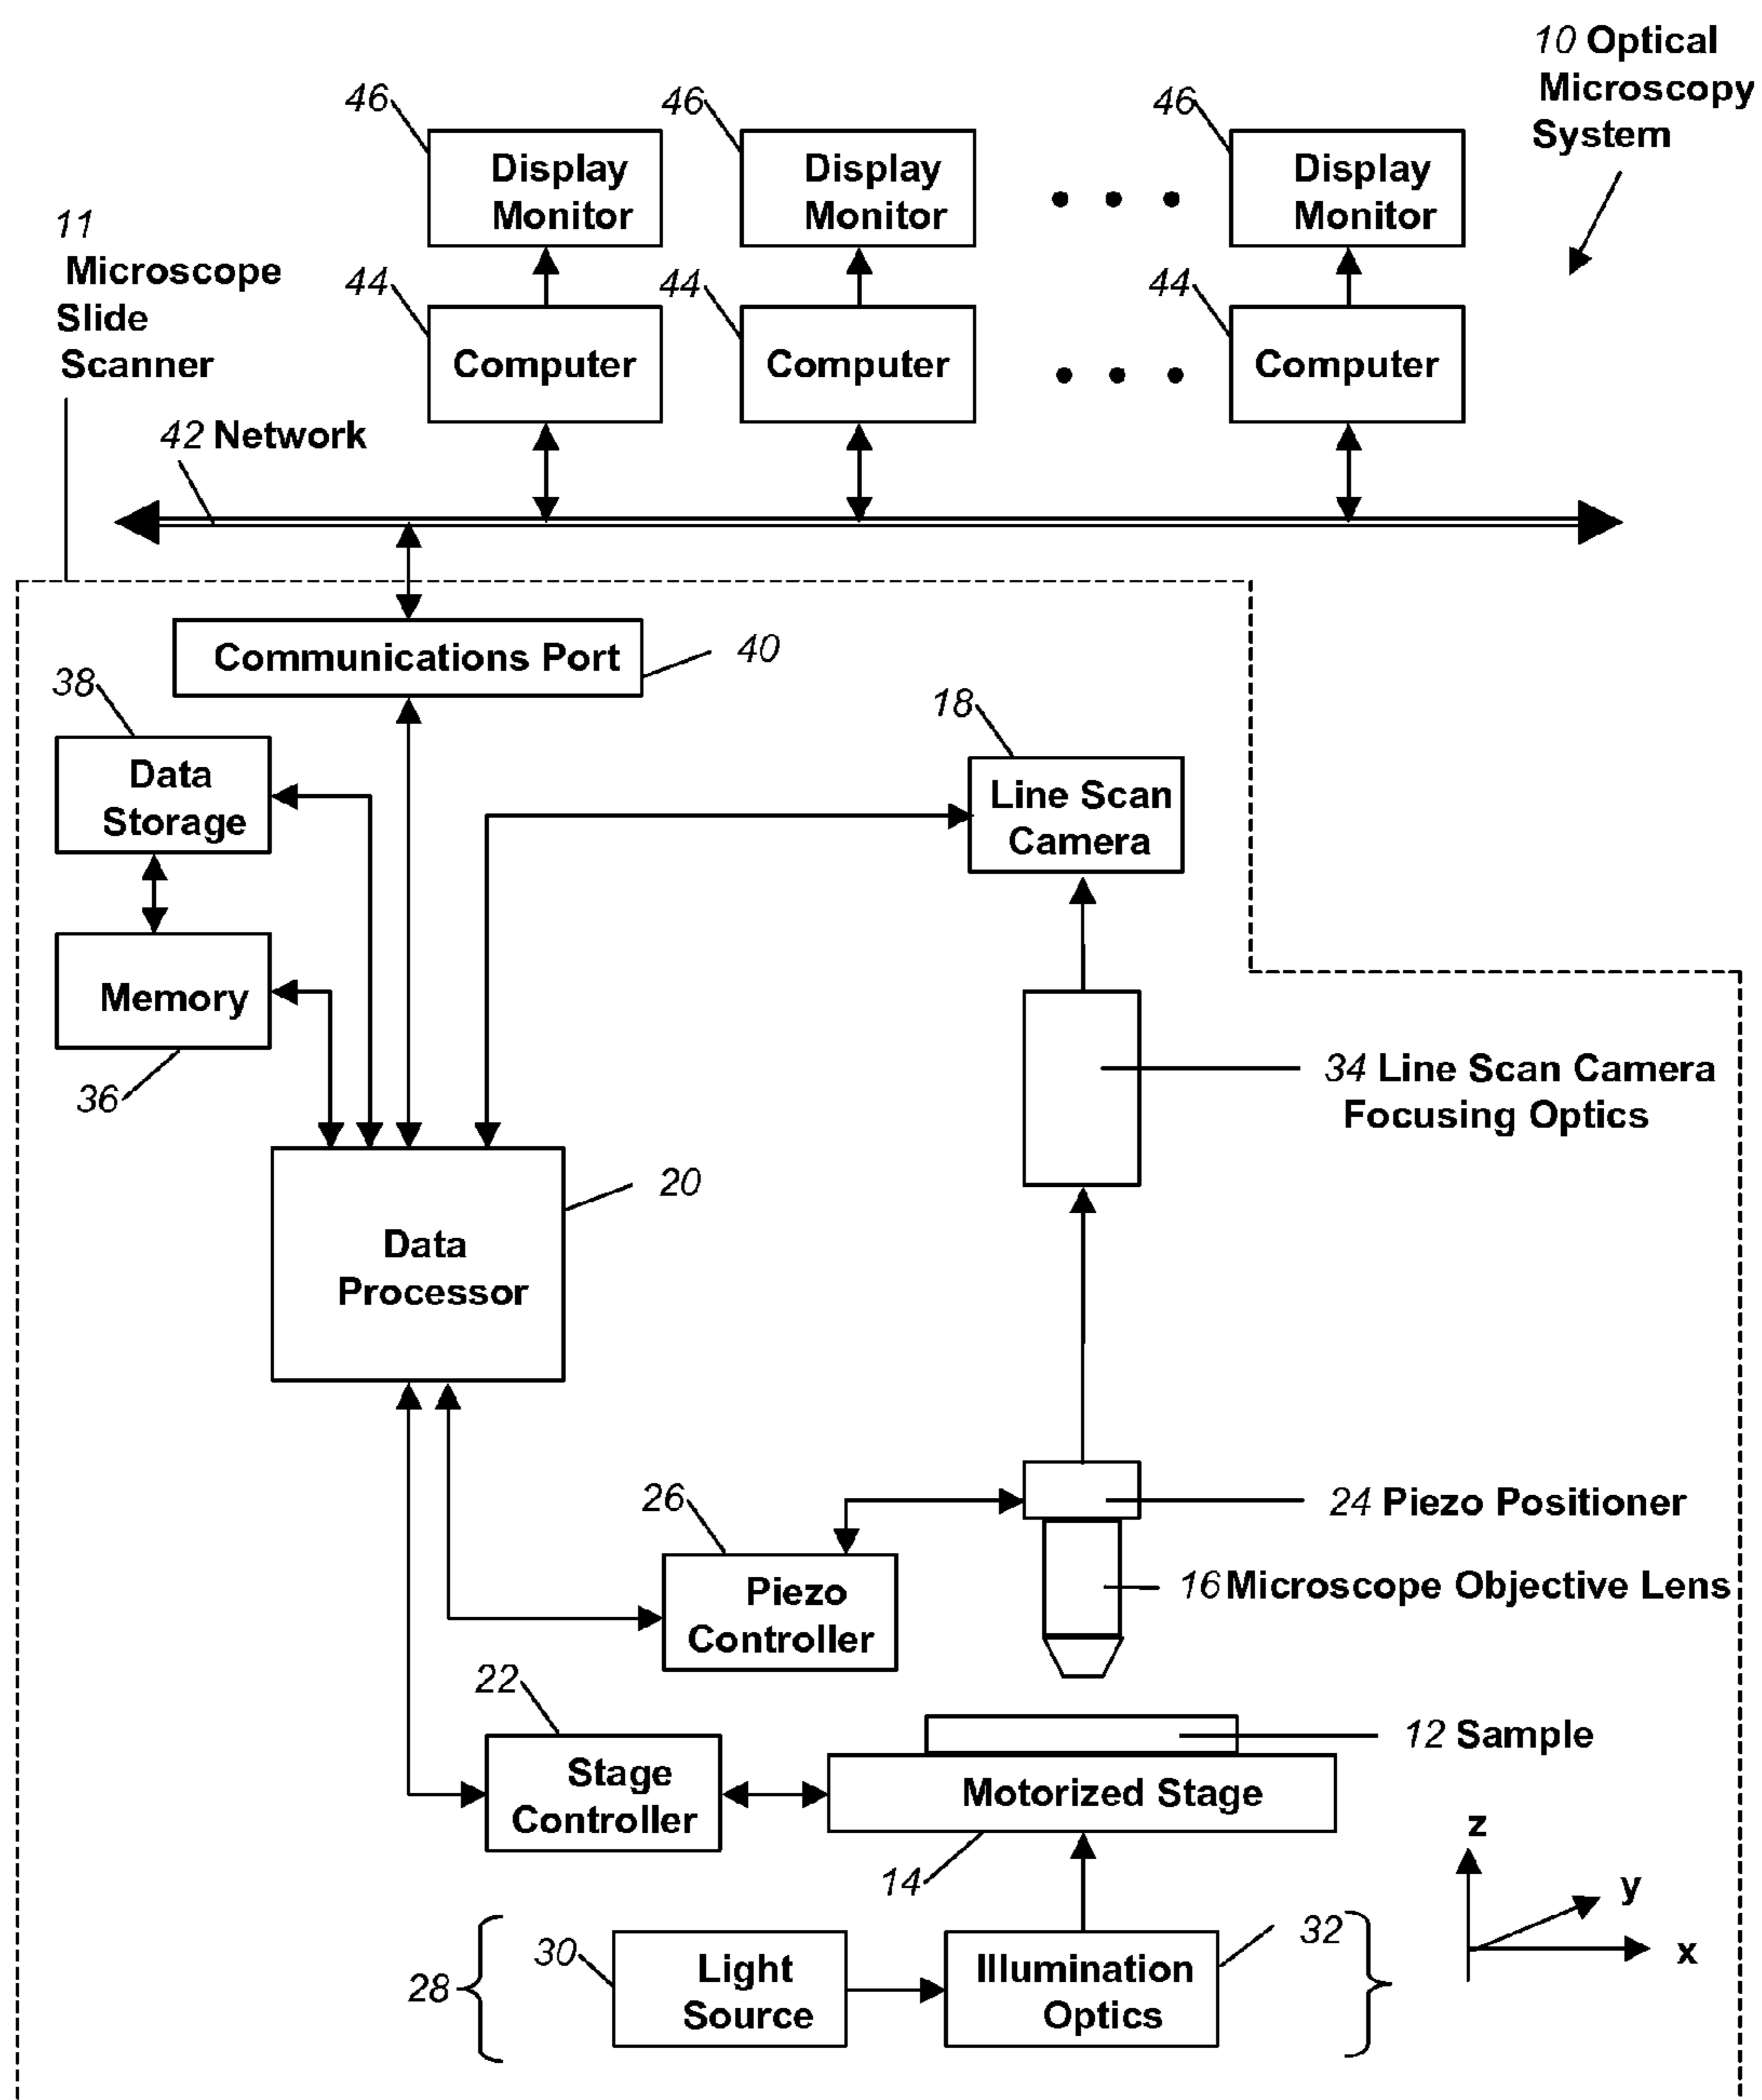 10 Optical
Microscopy
System
46
46
46
Display
Monitor
Display
Monitor
Display
Monitor
11
Microscope
Slide
Scanner
44
44
44
Computer
Computer
Computer
42 Network
Communications Port
40
38
18
Data
Storage
Line Scan
Camera
Memory
36
34 Line Scan Camera
Focusing Optics
20
Data
Processor
26
24 Piezo Positioner
Piezo
Controller
16 Microscope Objective Lens
22
12 Sample
Stage
Controller
Motorized Stage
14
z
y
x
28
30
Light
Source
Illumination
Optics
32